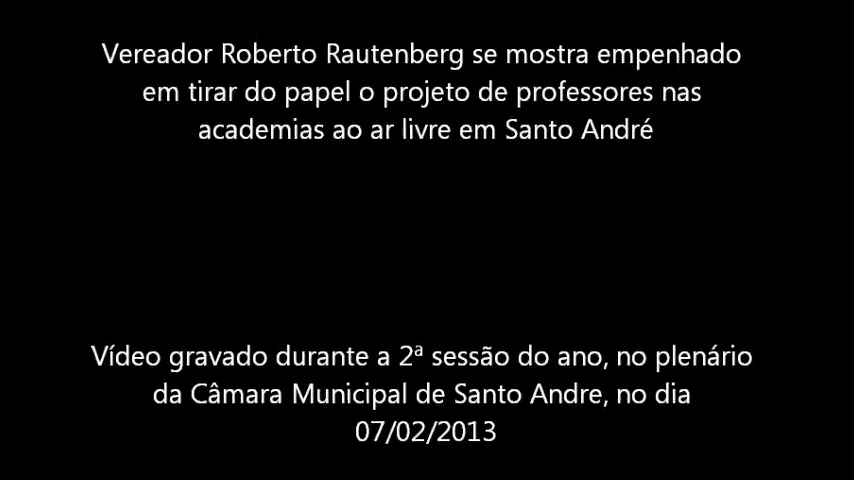 Vereador Roberto Rautenberg se mostra empenhado
em tirar do papel o projeto de professores nas
academias ao ar livre em Santo André
Vídeo gravado durante a 2ª sessão do ano, no plenário
da Câmara Municipal de Santo Andre, no dia
07/02/2013